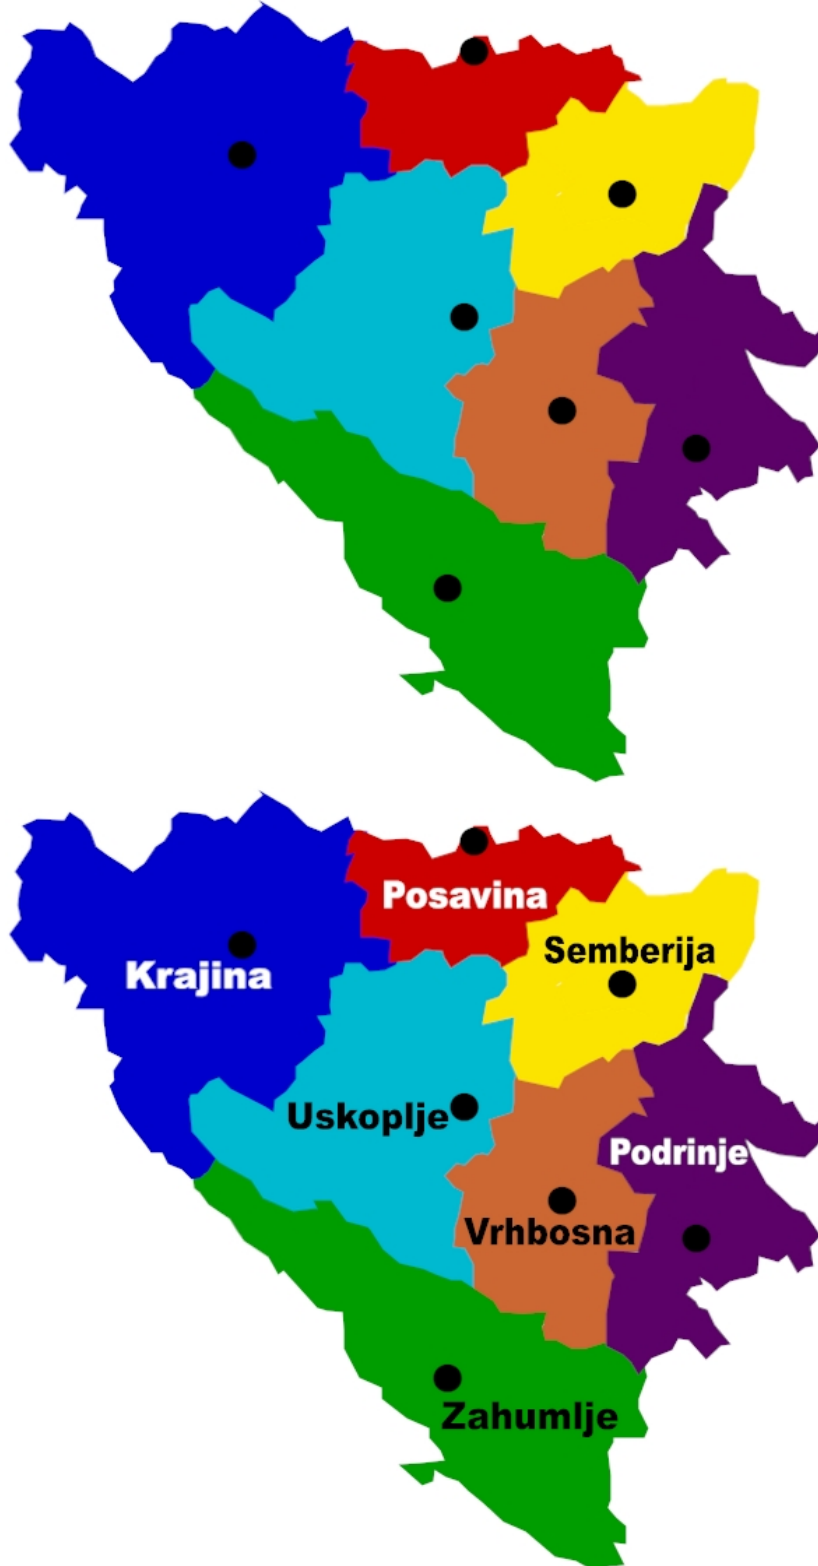 Posavina
Semberija
Krajina
Uskoplje
Podrinje
Vrhbosna
Zahumlje